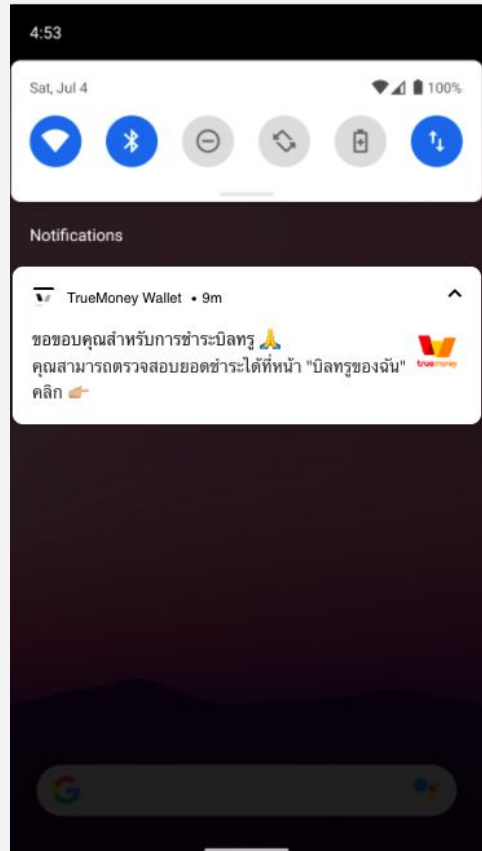 4:53
Sat, Jul 4
100%
Notifications
TrueMoney Wallet • 9m
ขอขอบคุณสำหรับการชำระบิลทรู 🙏
คุณสามารถตรวจสอบยอดชำระได้ที่หน้า "บิลทรูของฉัน"
คลิก 👉🏼
truemoney